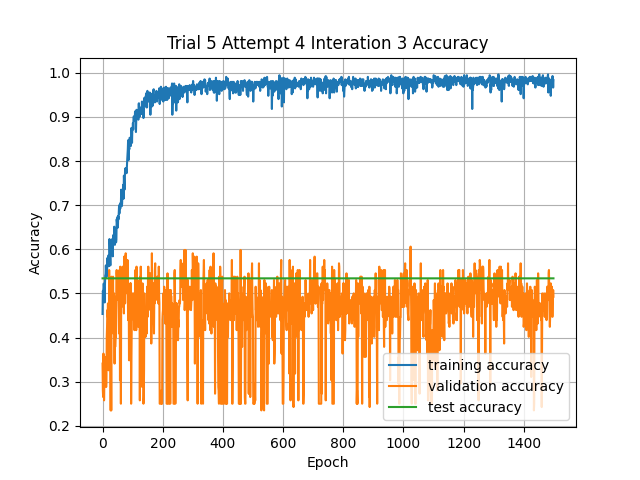 Trial 5 Attempt 4 Interation 3 Accuracy
1.0
0.9
0.8
0.7
0.6
0.5
0.4
0.3
0.2
Accuracy
training accuracy
validation accuracy
test accuracy
0 200 400 600 800 1000 1200 1400
Epoch